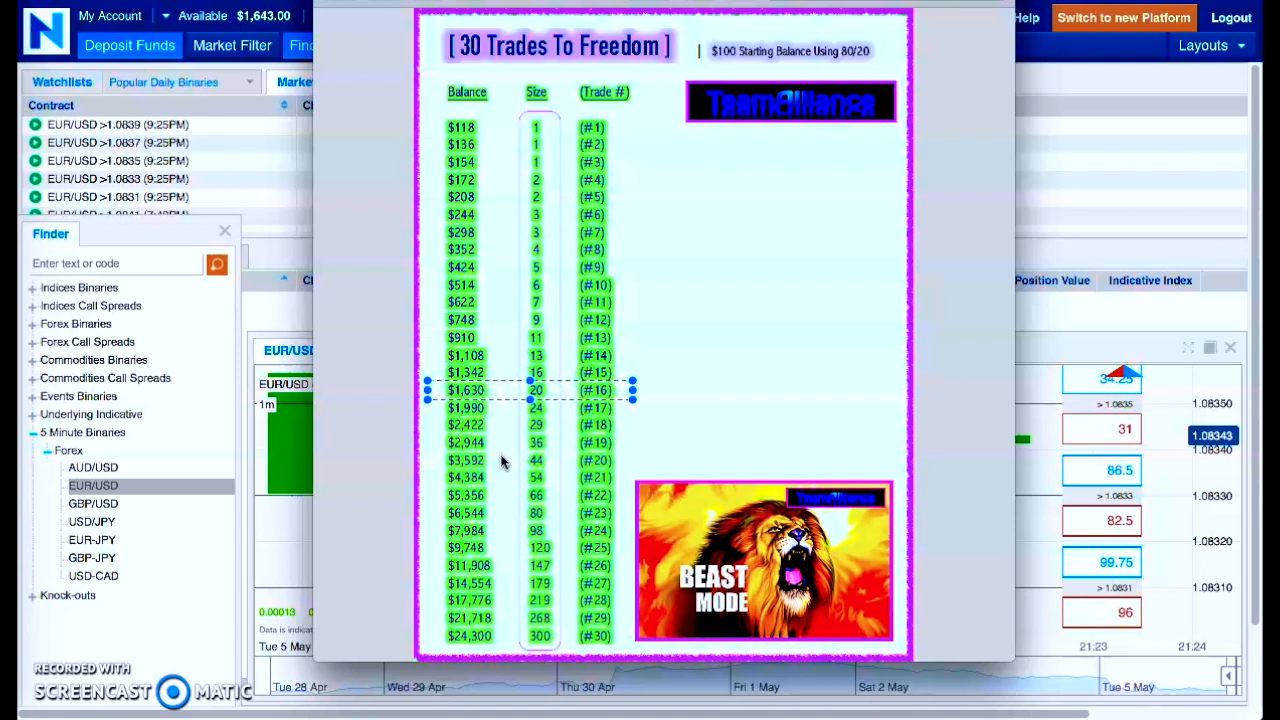 My Account
Available $1,643.00
Help
Switch to new Platform
Logout
Deposit Funds
Market Filter
Layouts
Watchlists
Popular Daily Binaries
Contract
EUR/USD >1.0839 (9:25PM)
EUR/USD >1.0837 (9:25PM)
EUR/USD >1.0835 (9:25PM)
EUR/USD >1.0833 (9:25PM)
EUR/USD >1.0831 (9:25PM)
Finder
Enter text or code
Indices Binaries
Indices Call Spreads
Forex Binaries
Forex Call Spreads
Commodities Binaries
Commodities Call Spreads
Events Binaries
Underlying Indicative
5 Minute Binaries
Forex
AUD/USD
EUR/USD
GBP/USD
USD/JPY
EUR-JPY
GBP-JPY
USD-CAD
Knock-outs
[ 30 Trades To Freedom ] | $100 Starting Balance Using 80/20
Balance Size (Trade #)
$118 1 (#1)
$136 1 (#2)
$154 1 (#3)
$172 2 (#4)
$208 2 (#5)
$244 3 (#6)
$298 3 (#7)
$352 4 (#8)
$424 5 (#9)
$514 6 (#10)
$622 7 (#11)
$748 9 (#12)
$910 11 (#13)
$1,108 13 (#14)
$1,342 16 (#15)
$1,630 20 (#16)
$1,990 24 (#17)
$2,422 29 (#18)
$2,944 36 (#19)
$3,592 44 (#20)
$4,384 54 (#21)
$5,356 66 (#22)
$6,544 80 (#23)
$7,984 98 (#24)
$9,748 120 (#25)
$11,908 147 (#26)
$14,554 179 (#27)
$17,776 219 (#28)
$21,718 268 (#29)
$24,300 300 (#30)
BEAST
MODE
Position Value
Indicative Index
EUR/USD
EUR/USD
1m
34.25
> 1.0835
31
86.5
> 1.0833
82.5
99.75
> 1.0831
96
1.08350
1.08343
1.08340
1.08330
1.08320
1.08310
0.00013
Data is indicat
Tue 5 May
21:23
21:24
Tue 28 Apr
Wed 29 Apr
Thu 30 Apr
Fri 1 May
Sat 2 May
Tue 5 May
RECORDED WITH
SCREENCAST MATIC